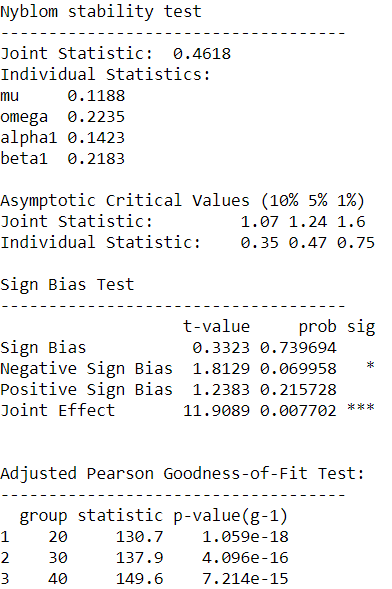 Nyblom stability test
------------------------------------
Joint Statistic:  0.4618
Individual Statistics:
mu     0.1188
omega  0.2235
alpha1 0.1423
beta1  0.2183
Asymptotic Critical Values (10% 5% 1%)
Joint Statistic:         1.07 1.24 1.6
Individual Statistic:    0.35 0.47 0.75
Sign Bias Test
------------------------------------
                   t-value     prob sig
Sign Bias           0.3323 0.739694
Negative Sign Bias  1.8129 0.069958   *
Positive Sign Bias  1.2383 0.215728
Joint Effect       11.9089 0.007702 ***
Adjusted Pearson Goodness-of-Fit Test:
------------------------------------
  group statistic p-value(g-1)
1    20     130.7    1.059e-18
2    30     137.9    4.096e-16
3    40     149.6    7.214e-15